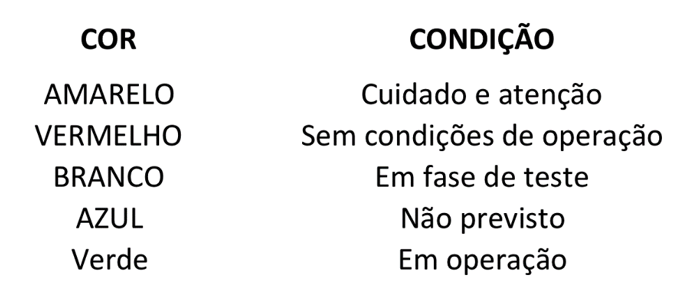 COR CONDIÇÃO
AMARELO Cuidado e atenção
VERMELHO Sem condições de operação
BRANCO Em fase de teste
AZUL Não previsto
Verde Em operação